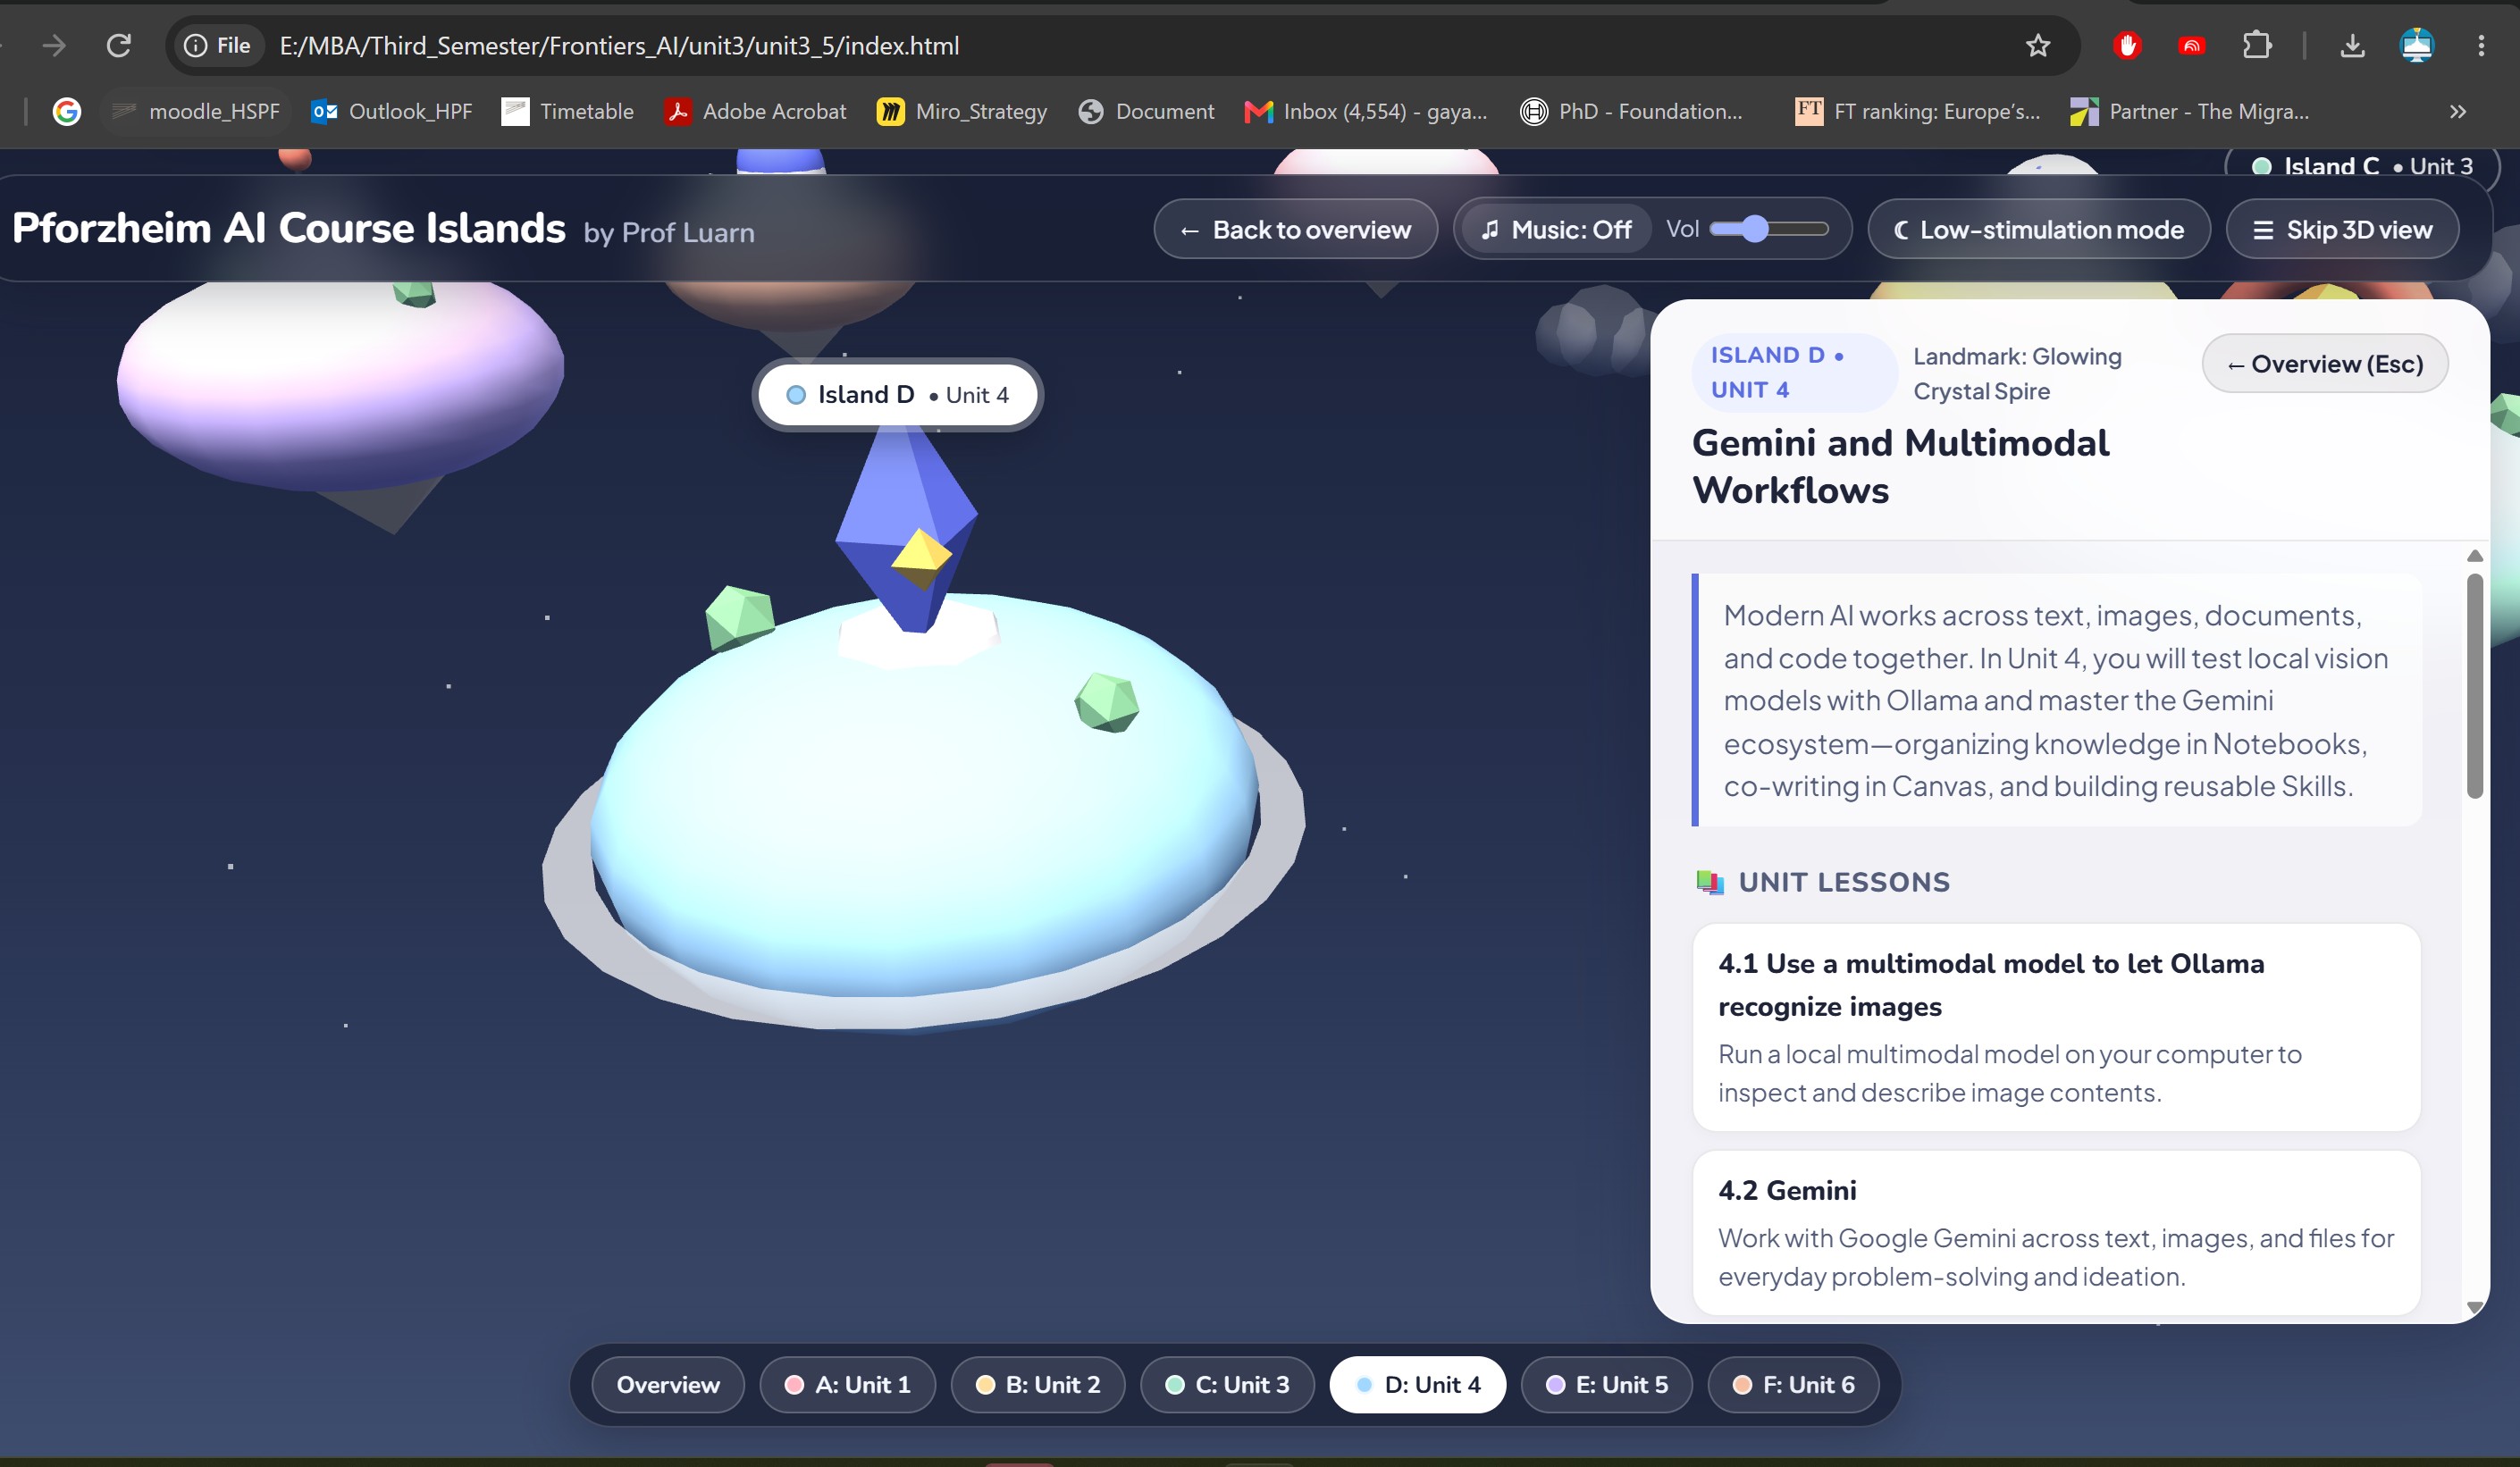 File E:/MBA/Third_Semester/Frontiers_AI/unit3/unit3_5/index.html
moodle_HSPF Outlook_HPF Timetable Adobe Acrobat Miro_Strategy Document Inbox (4,554) - gaya... PhD - Foundation... FT FT ranking: Europe's... Partner - The Migra...
Island C • Unit 3
Pforzheim AI Course Islands by Prof Luarn
← Back to overview
♫ Music: Off Vol
Low-stimulation mode
☰ Skip 3D view
Island D • Unit 4
ISLAND D •
UNIT 4
Landmark: Glowing
Crystal Spire
← Overview (Esc)
Gemini and Multimodal
Workflows
Modern AI works across text, images, documents,
and code together. In Unit 4, you will test local vision
models with Ollama and master the Gemini
ecosystem—organizing knowledge in Notebooks,
co-writing in Canvas, and building reusable Skills.
UNIT LESSONS
4.1 Use a multimodal model to let Ollama
recognize images
Run a local multimodal model on your computer to
inspect and describe image contents.
4.2 Gemini
Work with Google Gemini across text, images, and files for
everyday problem-solving and ideation.
Overview A: Unit 1 B: Unit 2 C: Unit 3 D: Unit 4 E: Unit 5 F: Unit 6